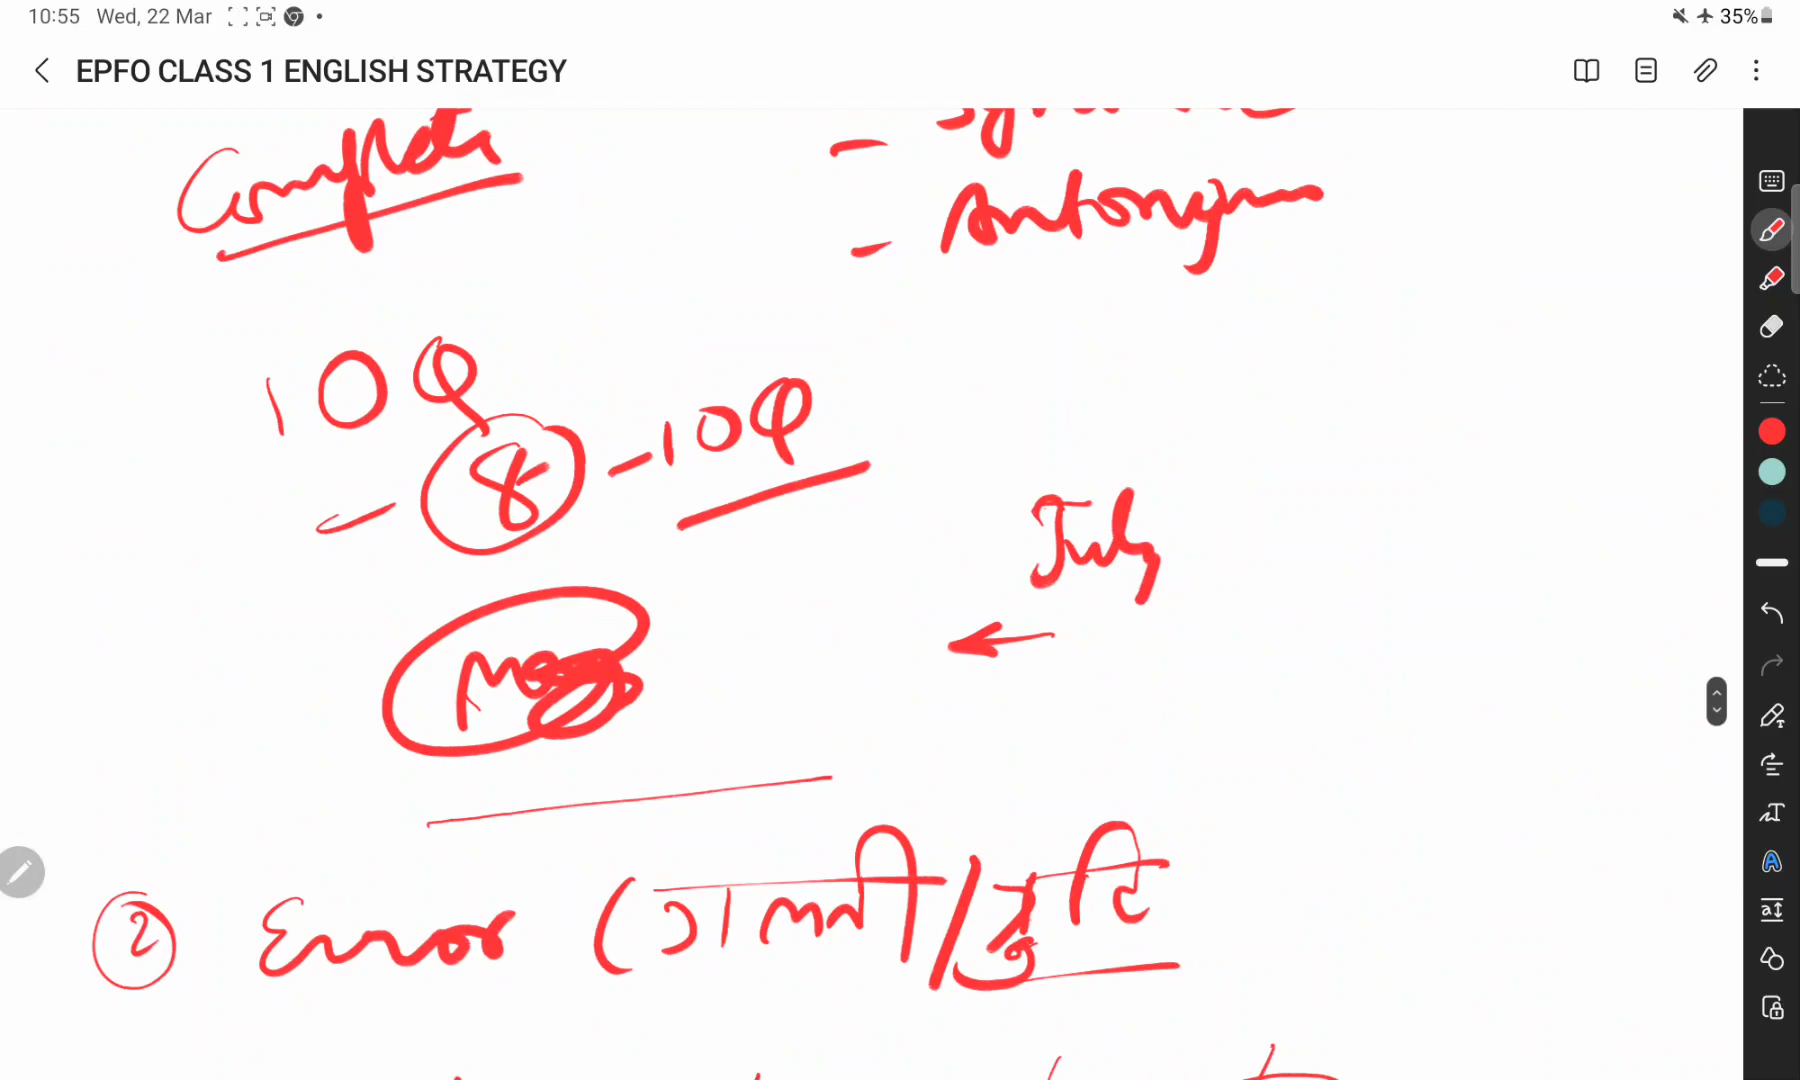 10:55 Wed, 22 Mar 35%
EPFO CLASS 1 ENGLISH STRATEGY
Complete
- Antonym
10Q
- 8 - 10Q
July
2 Error (गलती/त्रुटि